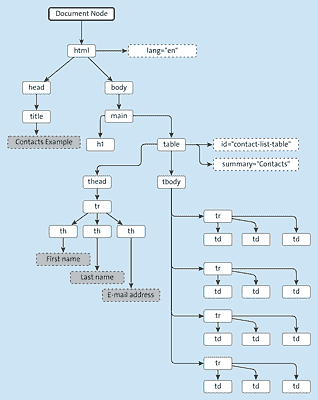 Document Node
html
lang="en"
head
body
title
main
Contacts Example
h1
table
id="contact-list-table"
summary="Contacts"
thead
tbody
tr
th th th
First name
Last name
E-mail address
tr
td td td
tr
td td td
tr
td td td
tr
td td td